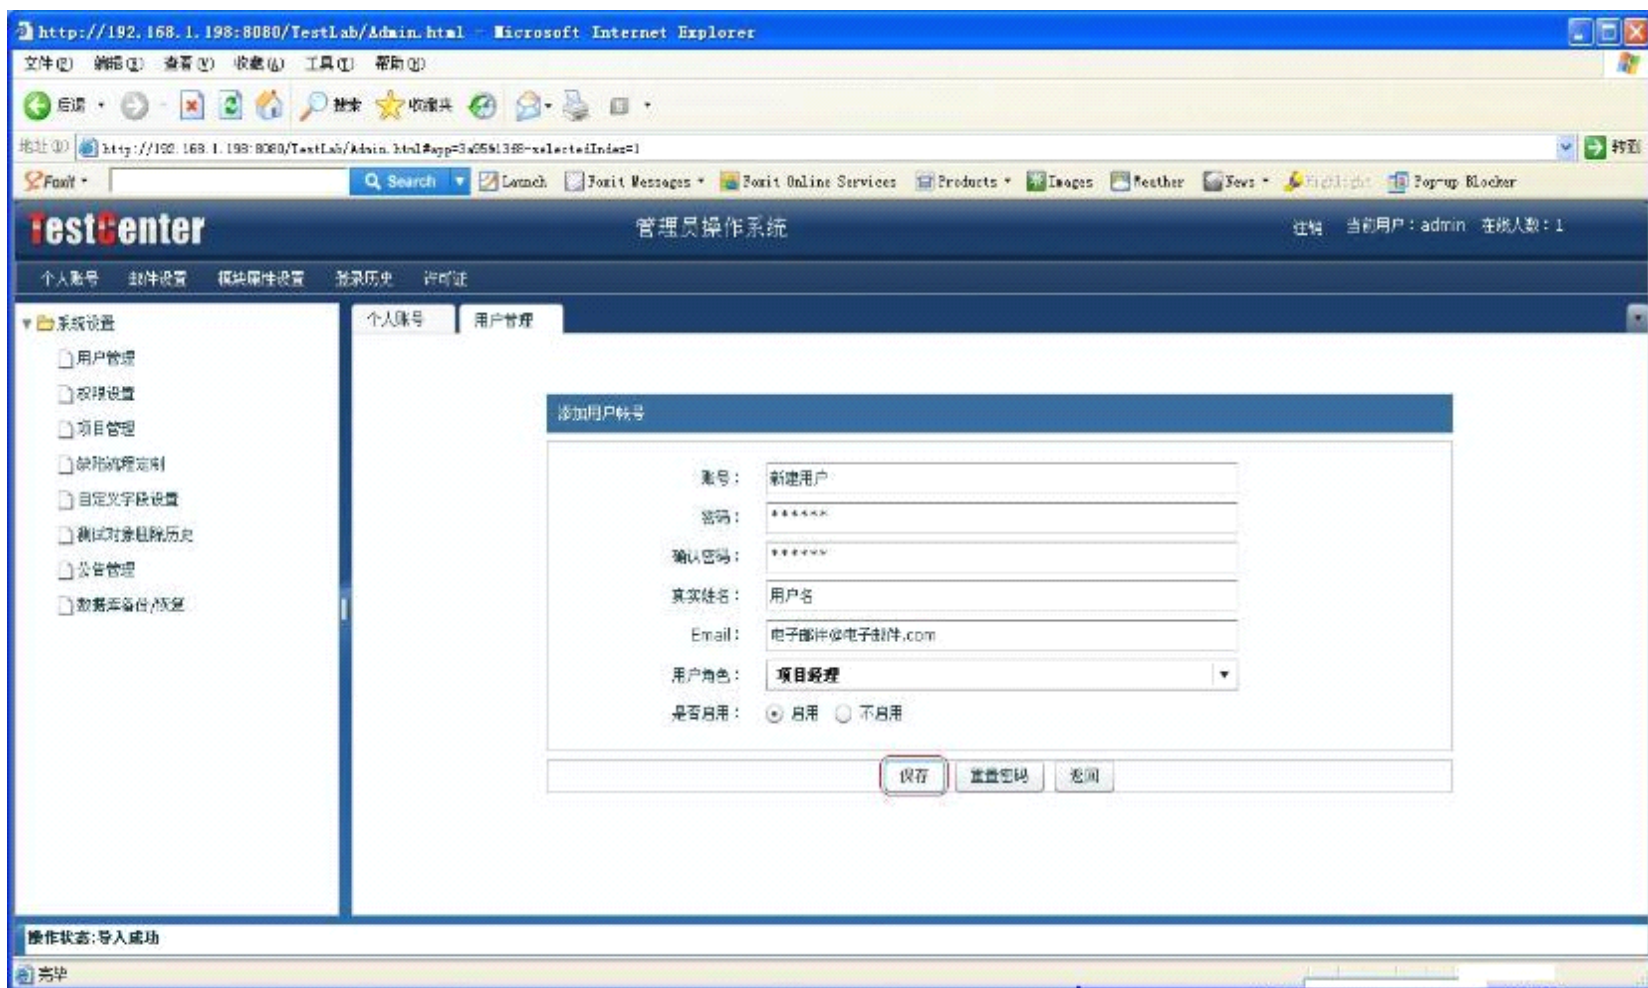 http://192.168.1.198:8080/TestLab/Admin.html - Microsoft Internet Explorer
文件(F) 编辑(E) 查看(V) 收藏(A) 工具(T) 帮助(H)
后退 搜索 收藏夹
地址(D) http://192.168.1.198:8080/TestLab/Admin.html#app=3a95&13f8-selectedIndex=1 转到
Foxit Search Launch Foxit Messages Foxit Online Services Products Images Weather News Highlight Pop-up Blocker
TestCenter 管理员操作系统 注销 当前用户:admin 在线人数:1
个人账号 邮件设置 模块属性设置 登录历史 许可证
系统设置 个人账号 用户管理
用户管理
权限设置
项目管理
缺陷流程定制
自定义字段设置
测试对象删除历史
公告管理
数据库备份/恢复
添加用户帐号
账号: 新建用户
密码: ******
确认密码: ******
真实姓名: 用户名
Email: 电子邮件@电子邮件.com
用户角色: 项目经理
是否启用: 启用 不启用
保存 重置密码 返回
操作状态:导入成功
完毕